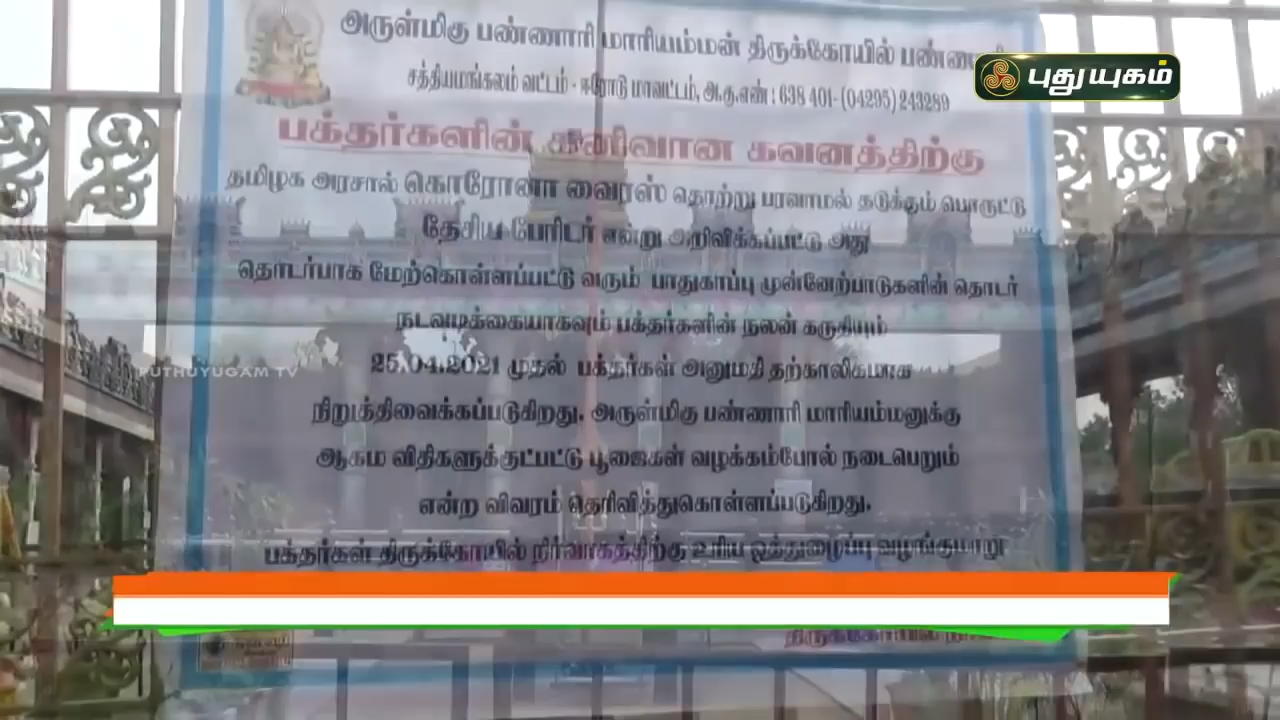 அருள்மிகு பண்ணாரி மாரியம்மன் திருக்கோயில்
புதுயுகம்
சத்தியமங்கலம் வட்டம் - ஈரோடு மாவட்டம், அ.கு.எண் : 638 401- (04295) 243289
பக்தர்களின் கனிவான கவனத்திற்கு
தமிழக அரசால் கொரோனா வைரஸ் தொற்று பரவாமல் தடுக்கும் பொருட்டு
தேசிய பேரிடர் என்று அறிவிக்கப்பட்டு அது
தொடர்பாக மேற்கொள்ளப்பட்டு வரும் பாதுகாப்பு முன்னேற்பாடுகளின் தொடர்
நடவடிக்கையாகவும் பக்தர்களின் நலன் கருதியும்
PUTHUYUGAM TV
25.04.2021 முதல் பக்தர்கள் அனுமதி தற்காலிகமாக
நிறுத்திவைக்கப்படுகிறது. அருள்மிகு பண்ணாரி மாரியம்மனுக்கு
ஆகம விதிகளுக்குட்பட்டு பூஜைகள் வழக்கம்போல் நடைபெறும்
என்ற விவரம் தெரிவித்துகொள்ளப்படுகிறது.
பக்தர்கள் திருக்கோயில் நிர்வாகத்திற்கு உரிய ஒத்துழைப்பு வழங்குமாறு